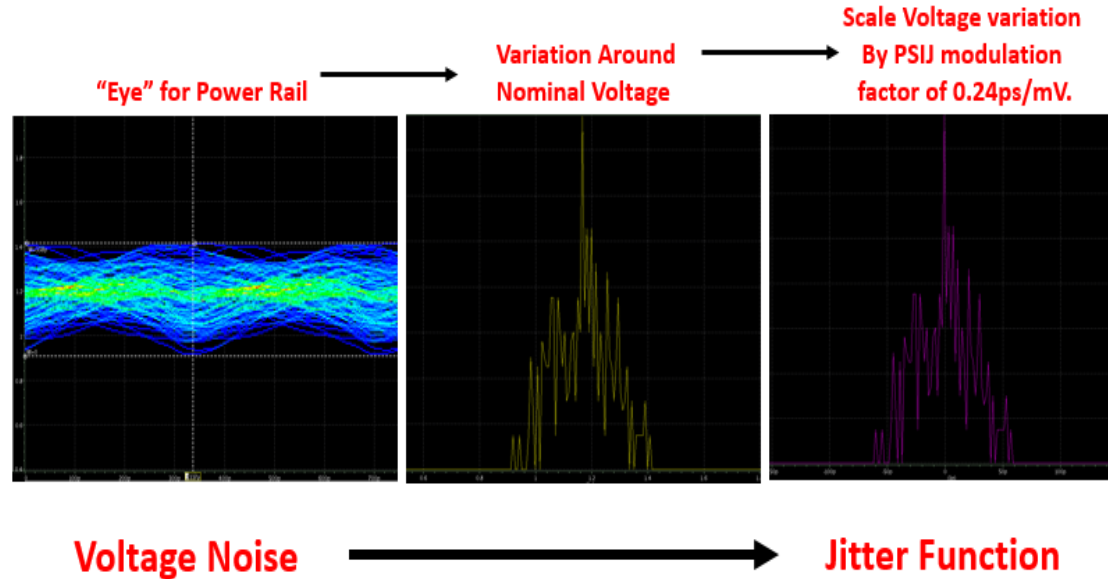 Scale Voltage variation
By PSIJ modulation
factor of 0.24ps/mV.
Variation Around
Nominal Voltage
“Eye” for Power Rail
Voltage Noise
Jitter Function